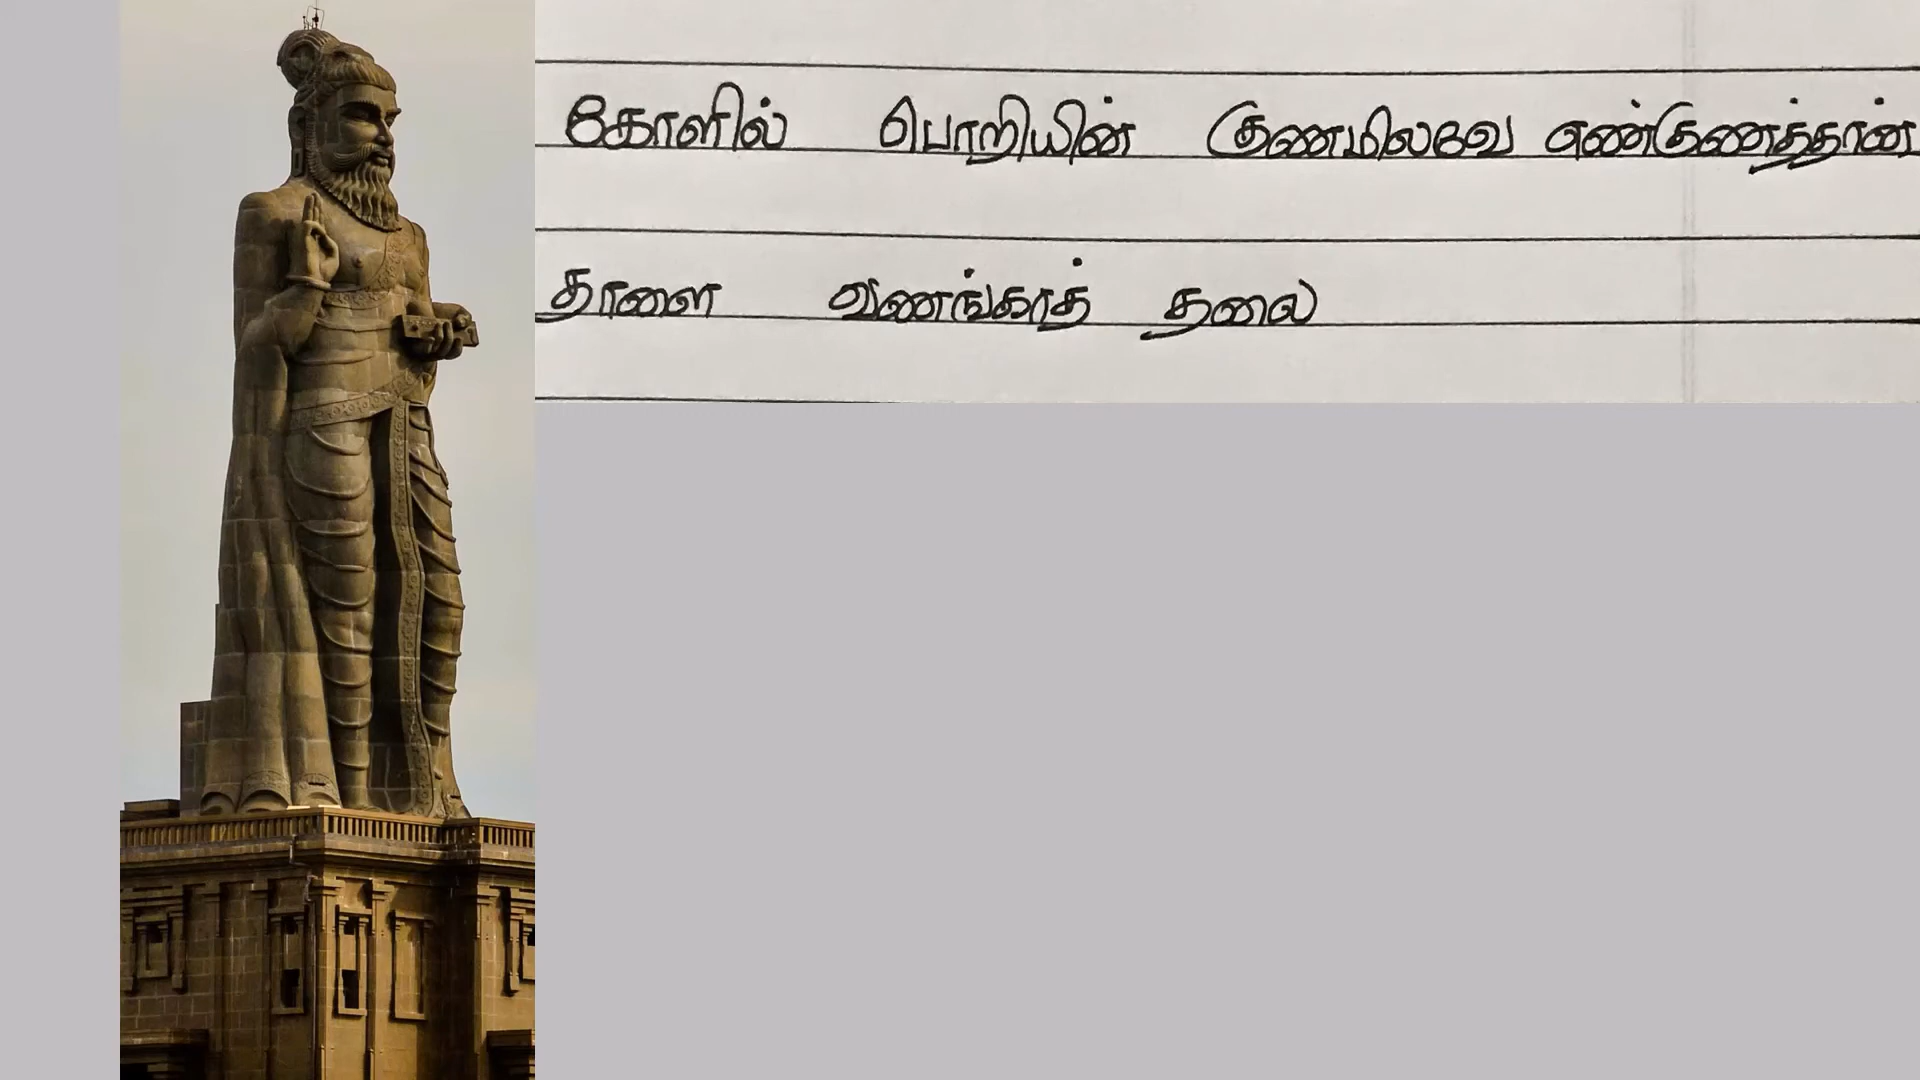 கோளில் பொறியின் குணமிலவே எண்குணத்தான்
தாளை வணங்காத் தலை